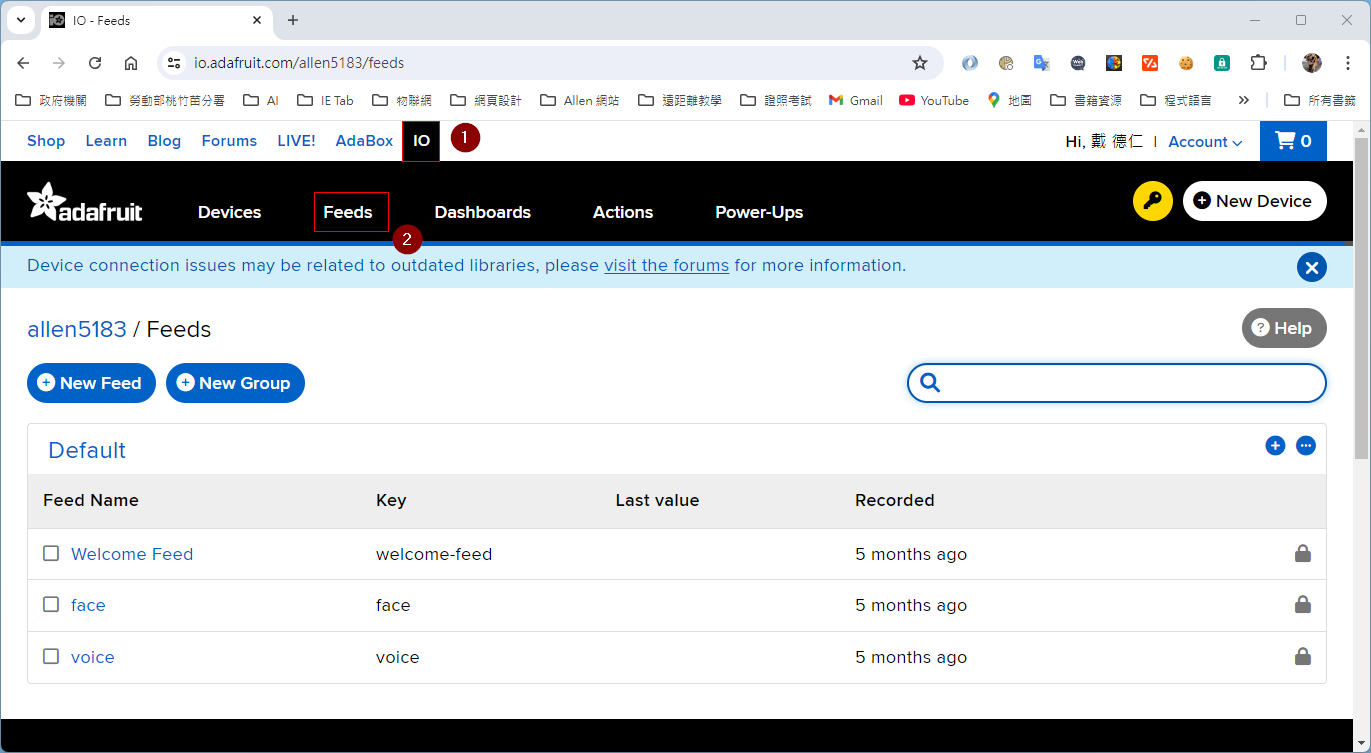 IO - Feeds
io.adafruit.com/allen5183/feeds
政府機關 勞動部桃竹苗分署 AI IE Tab 物聯網 網頁設計 Allen 網站 遠距離教學 證照考試 Gmail YouTube 地圖 書籍資源 程式語言 » 所有書籤
Shop Learn Blog Forums LIVE! AdaBox IO 1 Hi, 戴 德仁 | Account 0
adafruit Devices Feeds Dashboards Actions Power-Ups New Device
2
Device connection issues may be related to outdated libraries, please visit the forums for more information.
allen5183 / Feeds ? Help
New Feed New Group
Default
Feed Name Key Last value Recorded
Welcome Feed welcome-feed 5 months ago
face face 5 months ago
voice voice 5 months ago